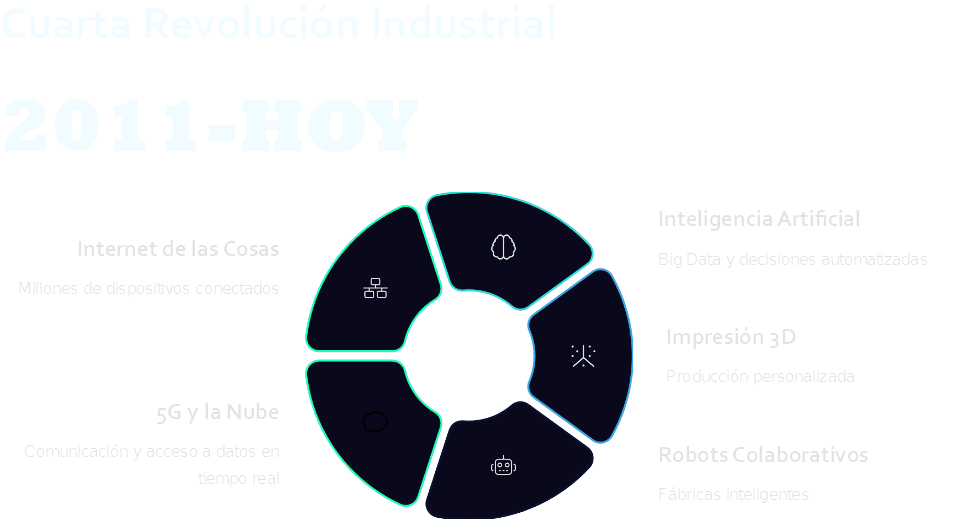 Cuarta Revolución Industrial
2011-HOY
Internet de las Cosas
Millones de dispositivos conectados
5G y la Nube
Comunicación y acceso a datos en
tiempo real
Inteligencia Artificial
Big Data y decisiones automatizadas
Impresión 3D
Producción personalizada
Robots Colaborativos
Fábricas inteligentes